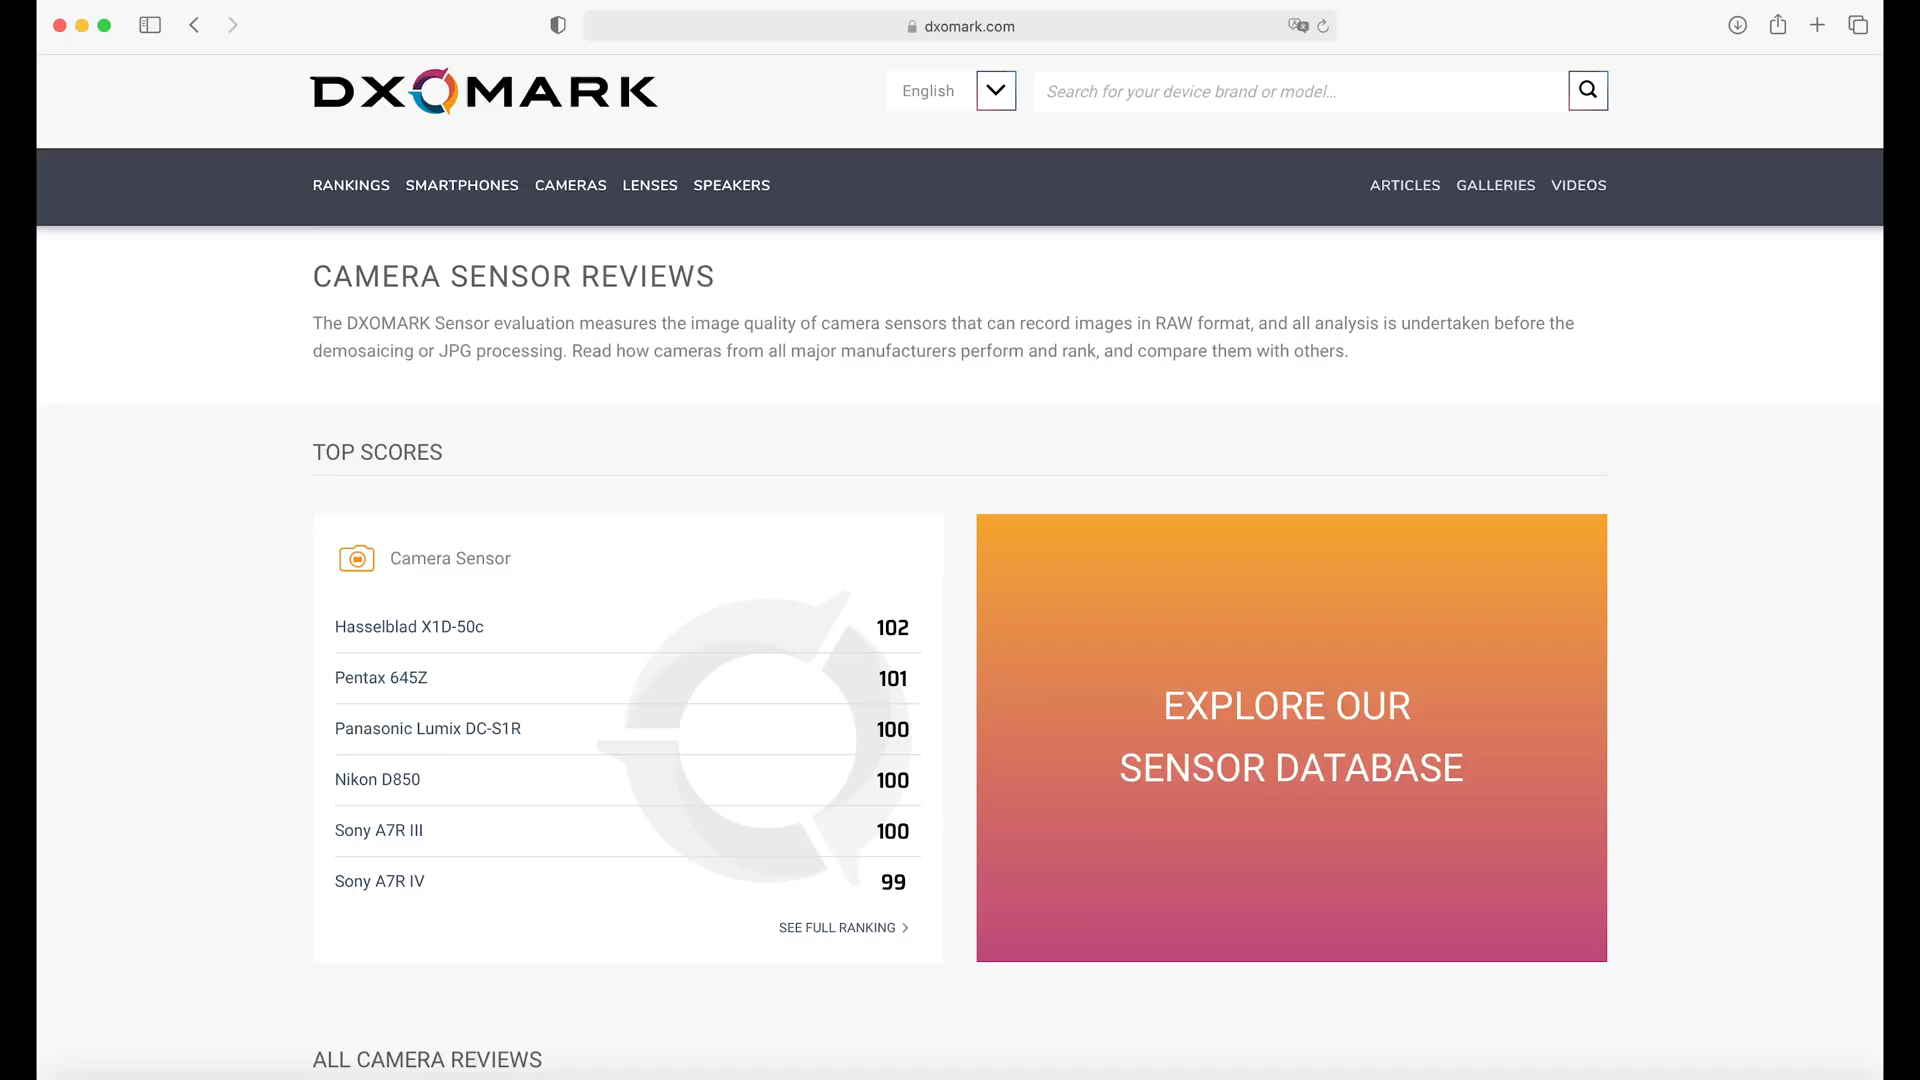 dxomark.com
DXOMARK
English
Search for your device brand or model...
RANKINGS SMARTPHONES CAMERAS LENSES SPEAKERS
ARTICLES GALLERIES VIDEOS
CAMERA SENSOR REVIEWS
The DXOMARK Sensor evaluation measures the image quality of camera sensors that can record images in RAW format, and all analysis is undertaken before the
demosaicing or JPG processing. Read how cameras from all major manufacturers perform and rank, and compare them with others.
TOP SCORES
Camera Sensor
Hasselblad X1D-50c 102
Pentax 645Z 101
Panasonic Lumix DC-S1R 100
Nikon D850 100
Sony A7R III 100
Sony A7R IV 99
SEE FULL RANKING
EXPLORE OUR
SENSOR DATABASE
ALL CAMERA REVIEWS